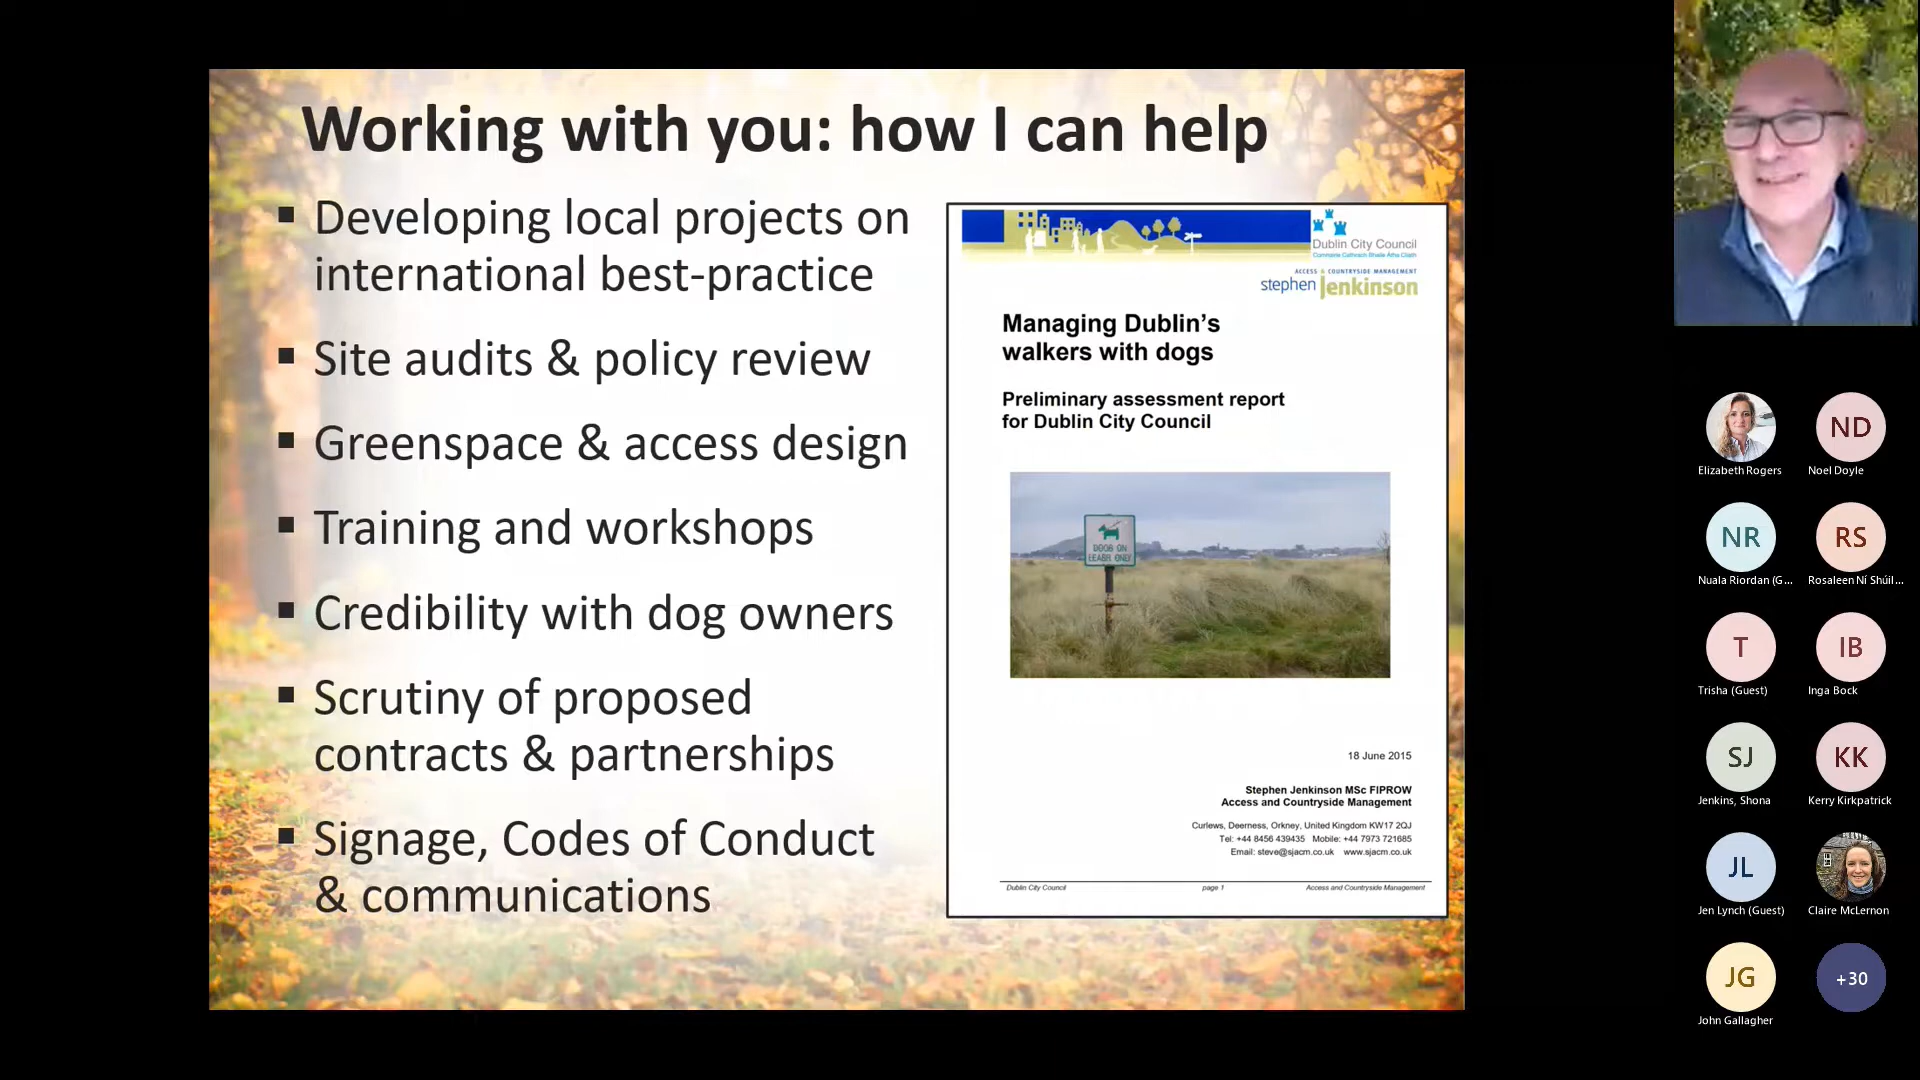 Working with you: how I can help
▪ Developing local projects on
international best-practice
▪ Site audits & policy review
▪ Greenspace & access design
▪ Training and workshops
▪ Credibility with dog owners
▪ Scrutiny of proposed
contracts & partnerships
▪ Signage, Codes of Conduct
& communications
Dublin City Council
Comhairle Cathrach Bhaile Átha Cliath
ACCESS & COUNTRYSIDE MANAGEMENT
stephen Jenkinson
Managing Dublin's
walkers with dogs
Preliminary assessment report
for Dublin City Council
DOGS ON
LEASH ONLY
18 June 2015
Stephen Jenkinson MSc FIPROW
Access and Countryside Management
Curlews, Deerness, Orkney, United Kingdom KW17 2QJ
Tel: +44 8456 439435 Mobile: +44 7973 721685
Email: steve@sjacm.co.uk www.sjacm.co.uk
Dublin City Council page 1 Access and Countryside Management
Elizabeth Rogers
ND
Noel Doyle
NR
Nuala Riordan (G...
RS
Rosaleen Ní Shúil...
T
Trisha (Guest)
IB
Inga Bock
SJ
Jenkins, Shona
KK
Kerry Kirkpatrick
JL
Jen Lynch (Guest)
Claire McLernon
JG
John Gallagher
+30